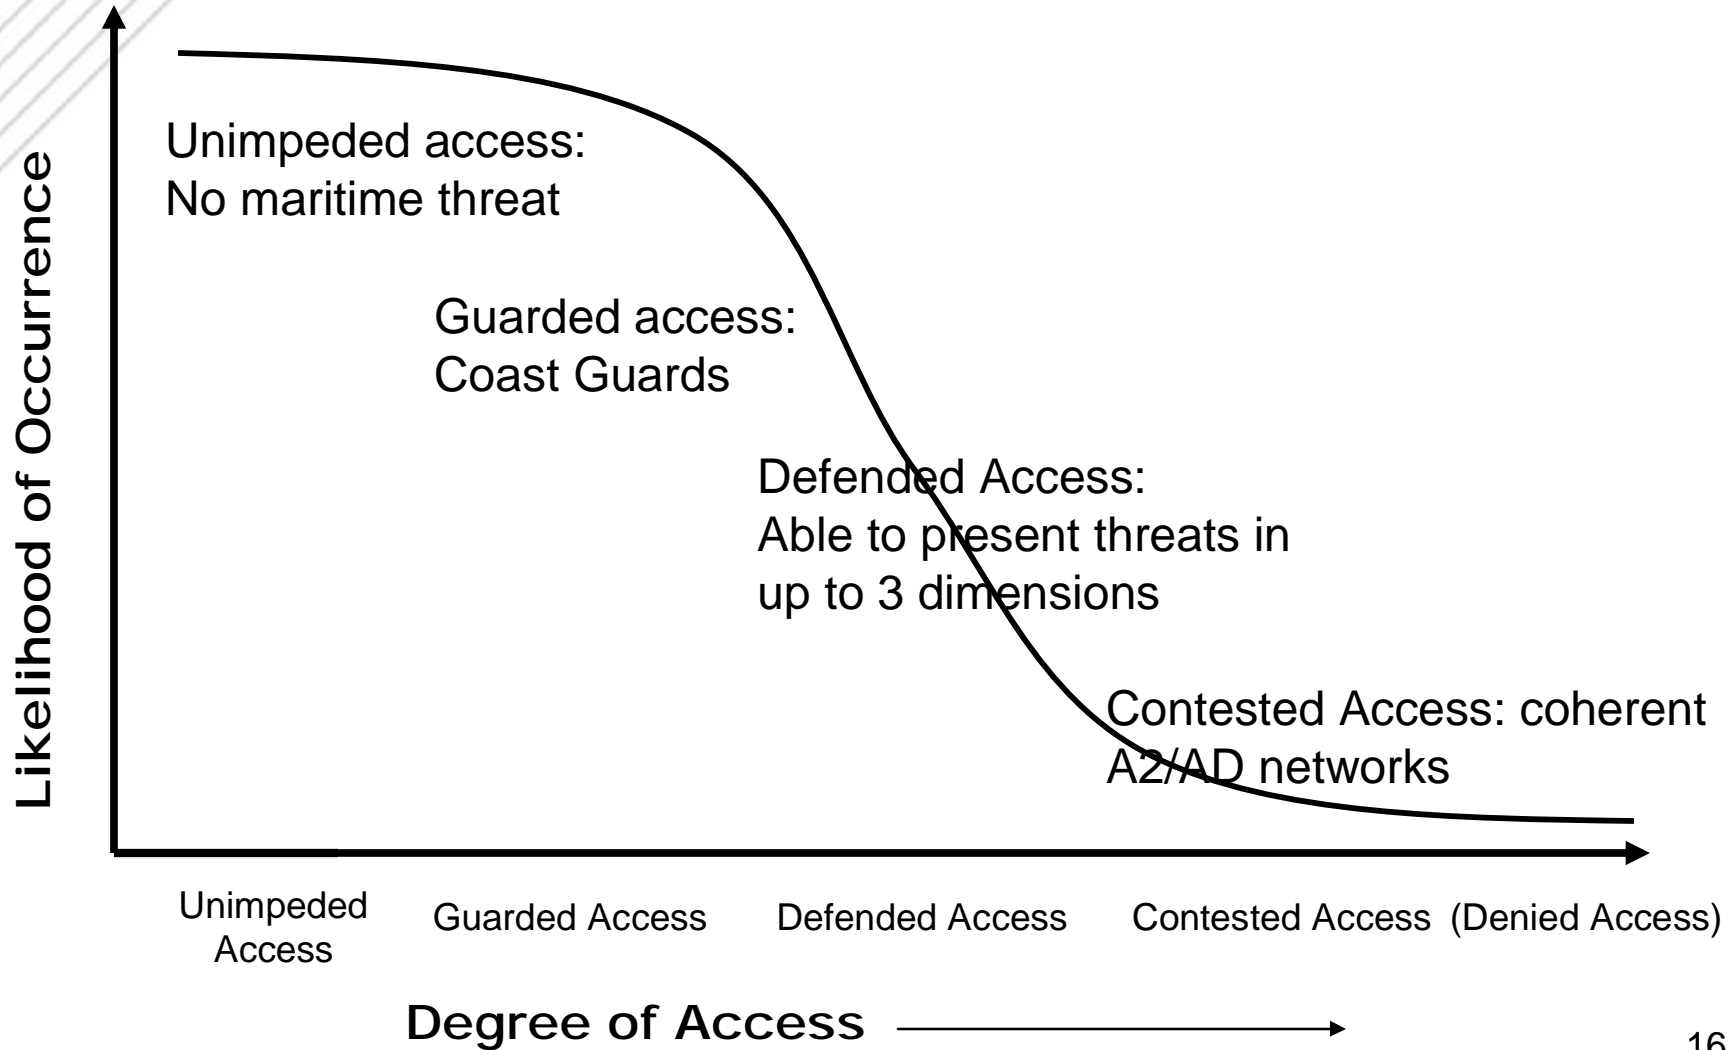 Likelihood of Occurrence
Unimpeded access:
No maritime threat
Guarded access:
Coast Guards
Defended Access:
Able to present threats in
up to 3 dimensions
Contested Access: coherent
A2/AD networks
Unimpeded
Access
Guarded Access
Defended Access
Contested Access
(Denied Access)
Degree of Access
16